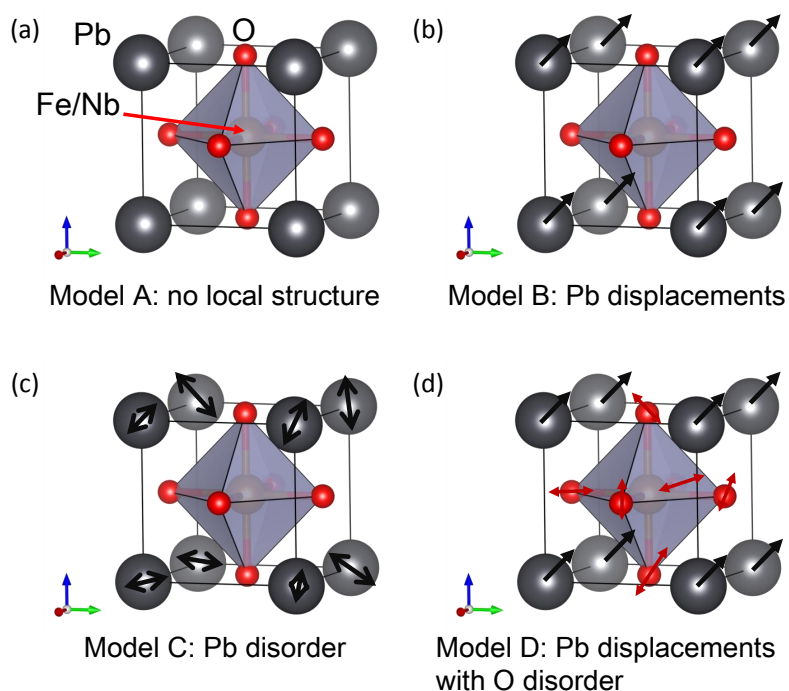 (a)
Pb
O
Fe/Nb
Model A: no local structure
(b)
Model B: Pb displacements
(c)
Model C: Pb disorder
(d)
Model D: Pb displacements
with O disorder